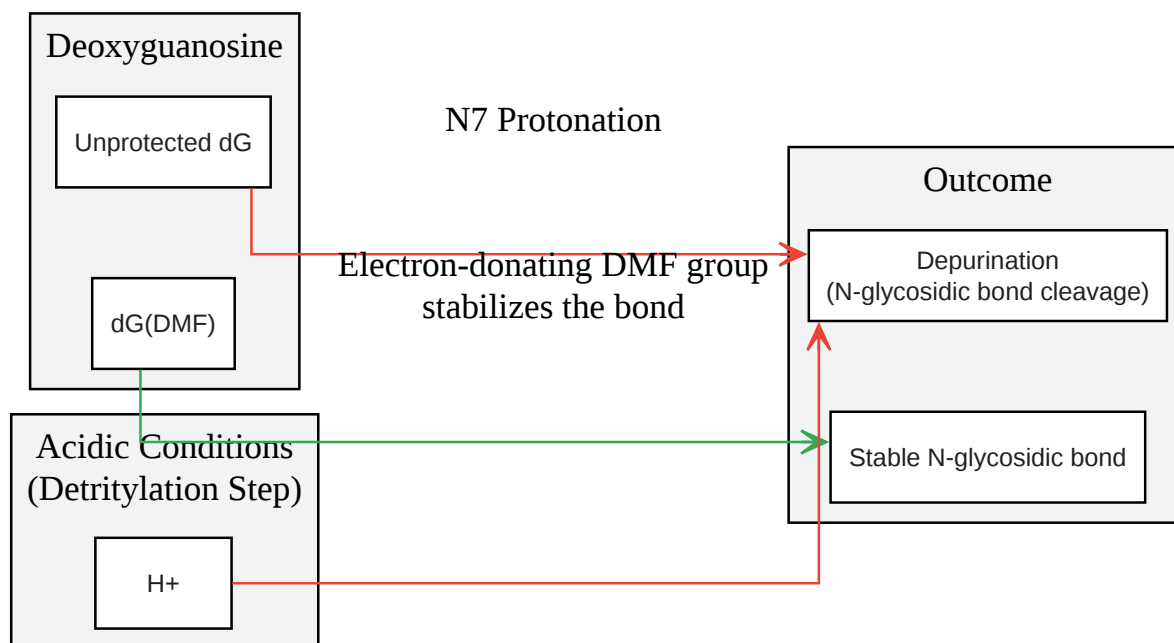 Deoxyguanosine
Unprotected dG
dG(DMF)
Acidic Conditions
(Detritylation Step)
H+
N7 Protonation
Electron-donating DMF group
stabilizes the bond
Outcome
Depurination
(N-glycosidic bond cleavage)
Stable N-glycosidic bond